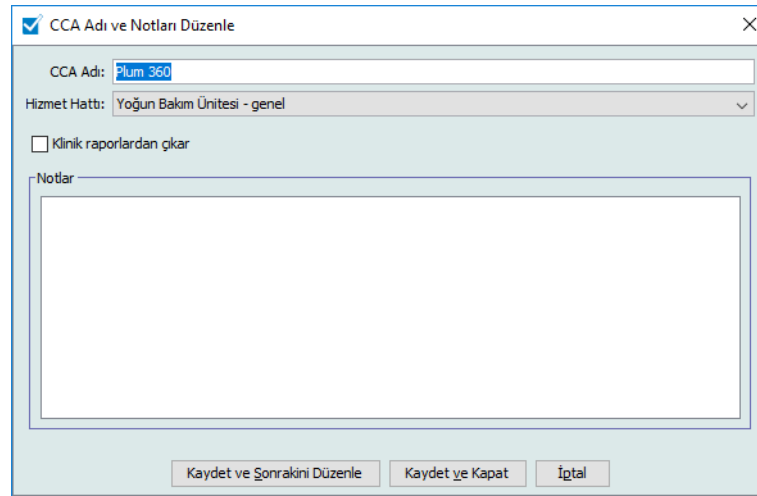 CCA Adı ve Notları Düzenle
CCA Adı: Plum 360
Hizmet Hattı: Yoğun Bakım Ünitesi - genel
Klinik raporlardan çıkar
Notlar
Kaydet ve Sonrakini Düzenle Kaydet ve Kapat İptal